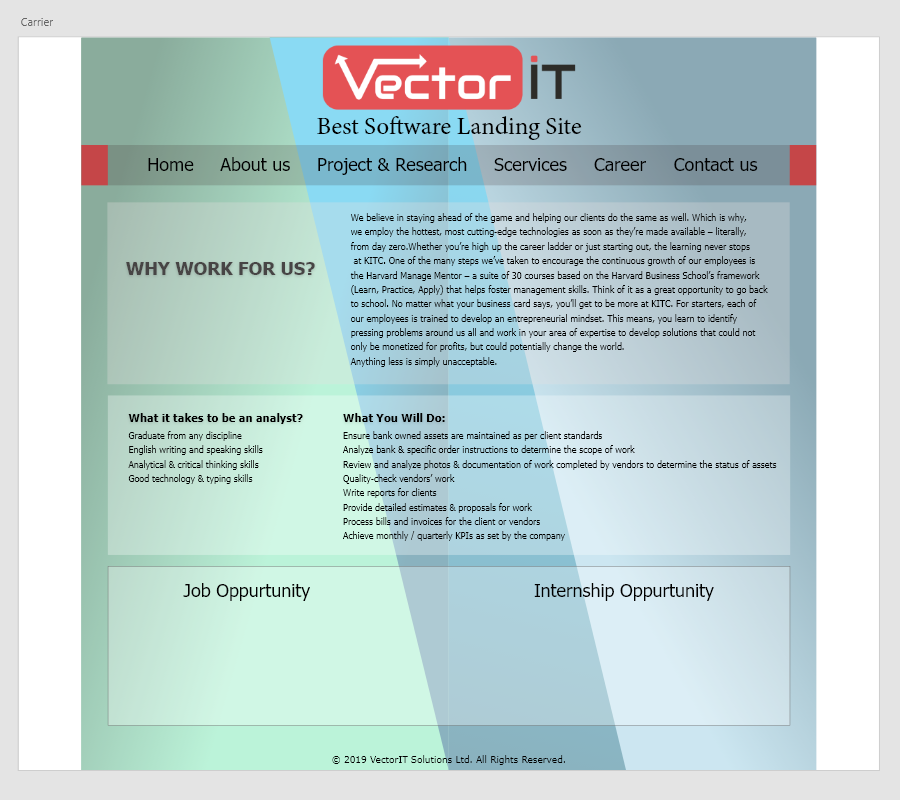 Carrier
Vector iT
Best Software Landing Site
Home About us Project & Research Scervices Career Contact us
WHY WORK FOR US?
We believe in staying ahead of the game and helping our clients do the same as well. Which is why,
we employ the hottest, most cutting-edge technologies as soon as they’re made available – literally,
from day zero.Whether you’re high up the career ladder or just starting out, the learning never stops
at KITC. One of the many steps we’ve taken to encourage the continuous growth of our employees is
the Harvard Manage Mentor – a suite of 30 courses based on the Harvard Business School’s framework
(Learn, Practice, Apply) that helps foster management skills. Think of it as a great opportunity to go back
to school. No matter what your business card says, you’ll get to be more at KITC. For starters, each of
our employees is trained to develop an entrepreneurial mindset. This means, you learn to identify
pressing problems around us all and work in your area of expertise to develop solutions that could not
only be monetized for profits, but could potentially change the world.
Anything less is simply unacceptable.
What it takes to be an analyst?
Graduate from any discipline
English writing and speaking skills
Analytical & critical thinking skills
Good technology & typing skills
What You Will Do:
Ensure bank owned assets are maintained as per client standards
Analyze bank & specific order instructions to determine the scope of work
Review and analyze photos & documentation of work completed by vendors to determine the status of assets
Quality-check vendors’ work
Write reports for clients
Provide detailed estimates & proposals for work
Process bills and invoices for the client or vendors
Achieve monthly / quarterly KPIs as set by the company
Job Oppurtunity
Internship Oppurtunity
© 2019 VectorIT Solutions Ltd. All Rights Reserved.